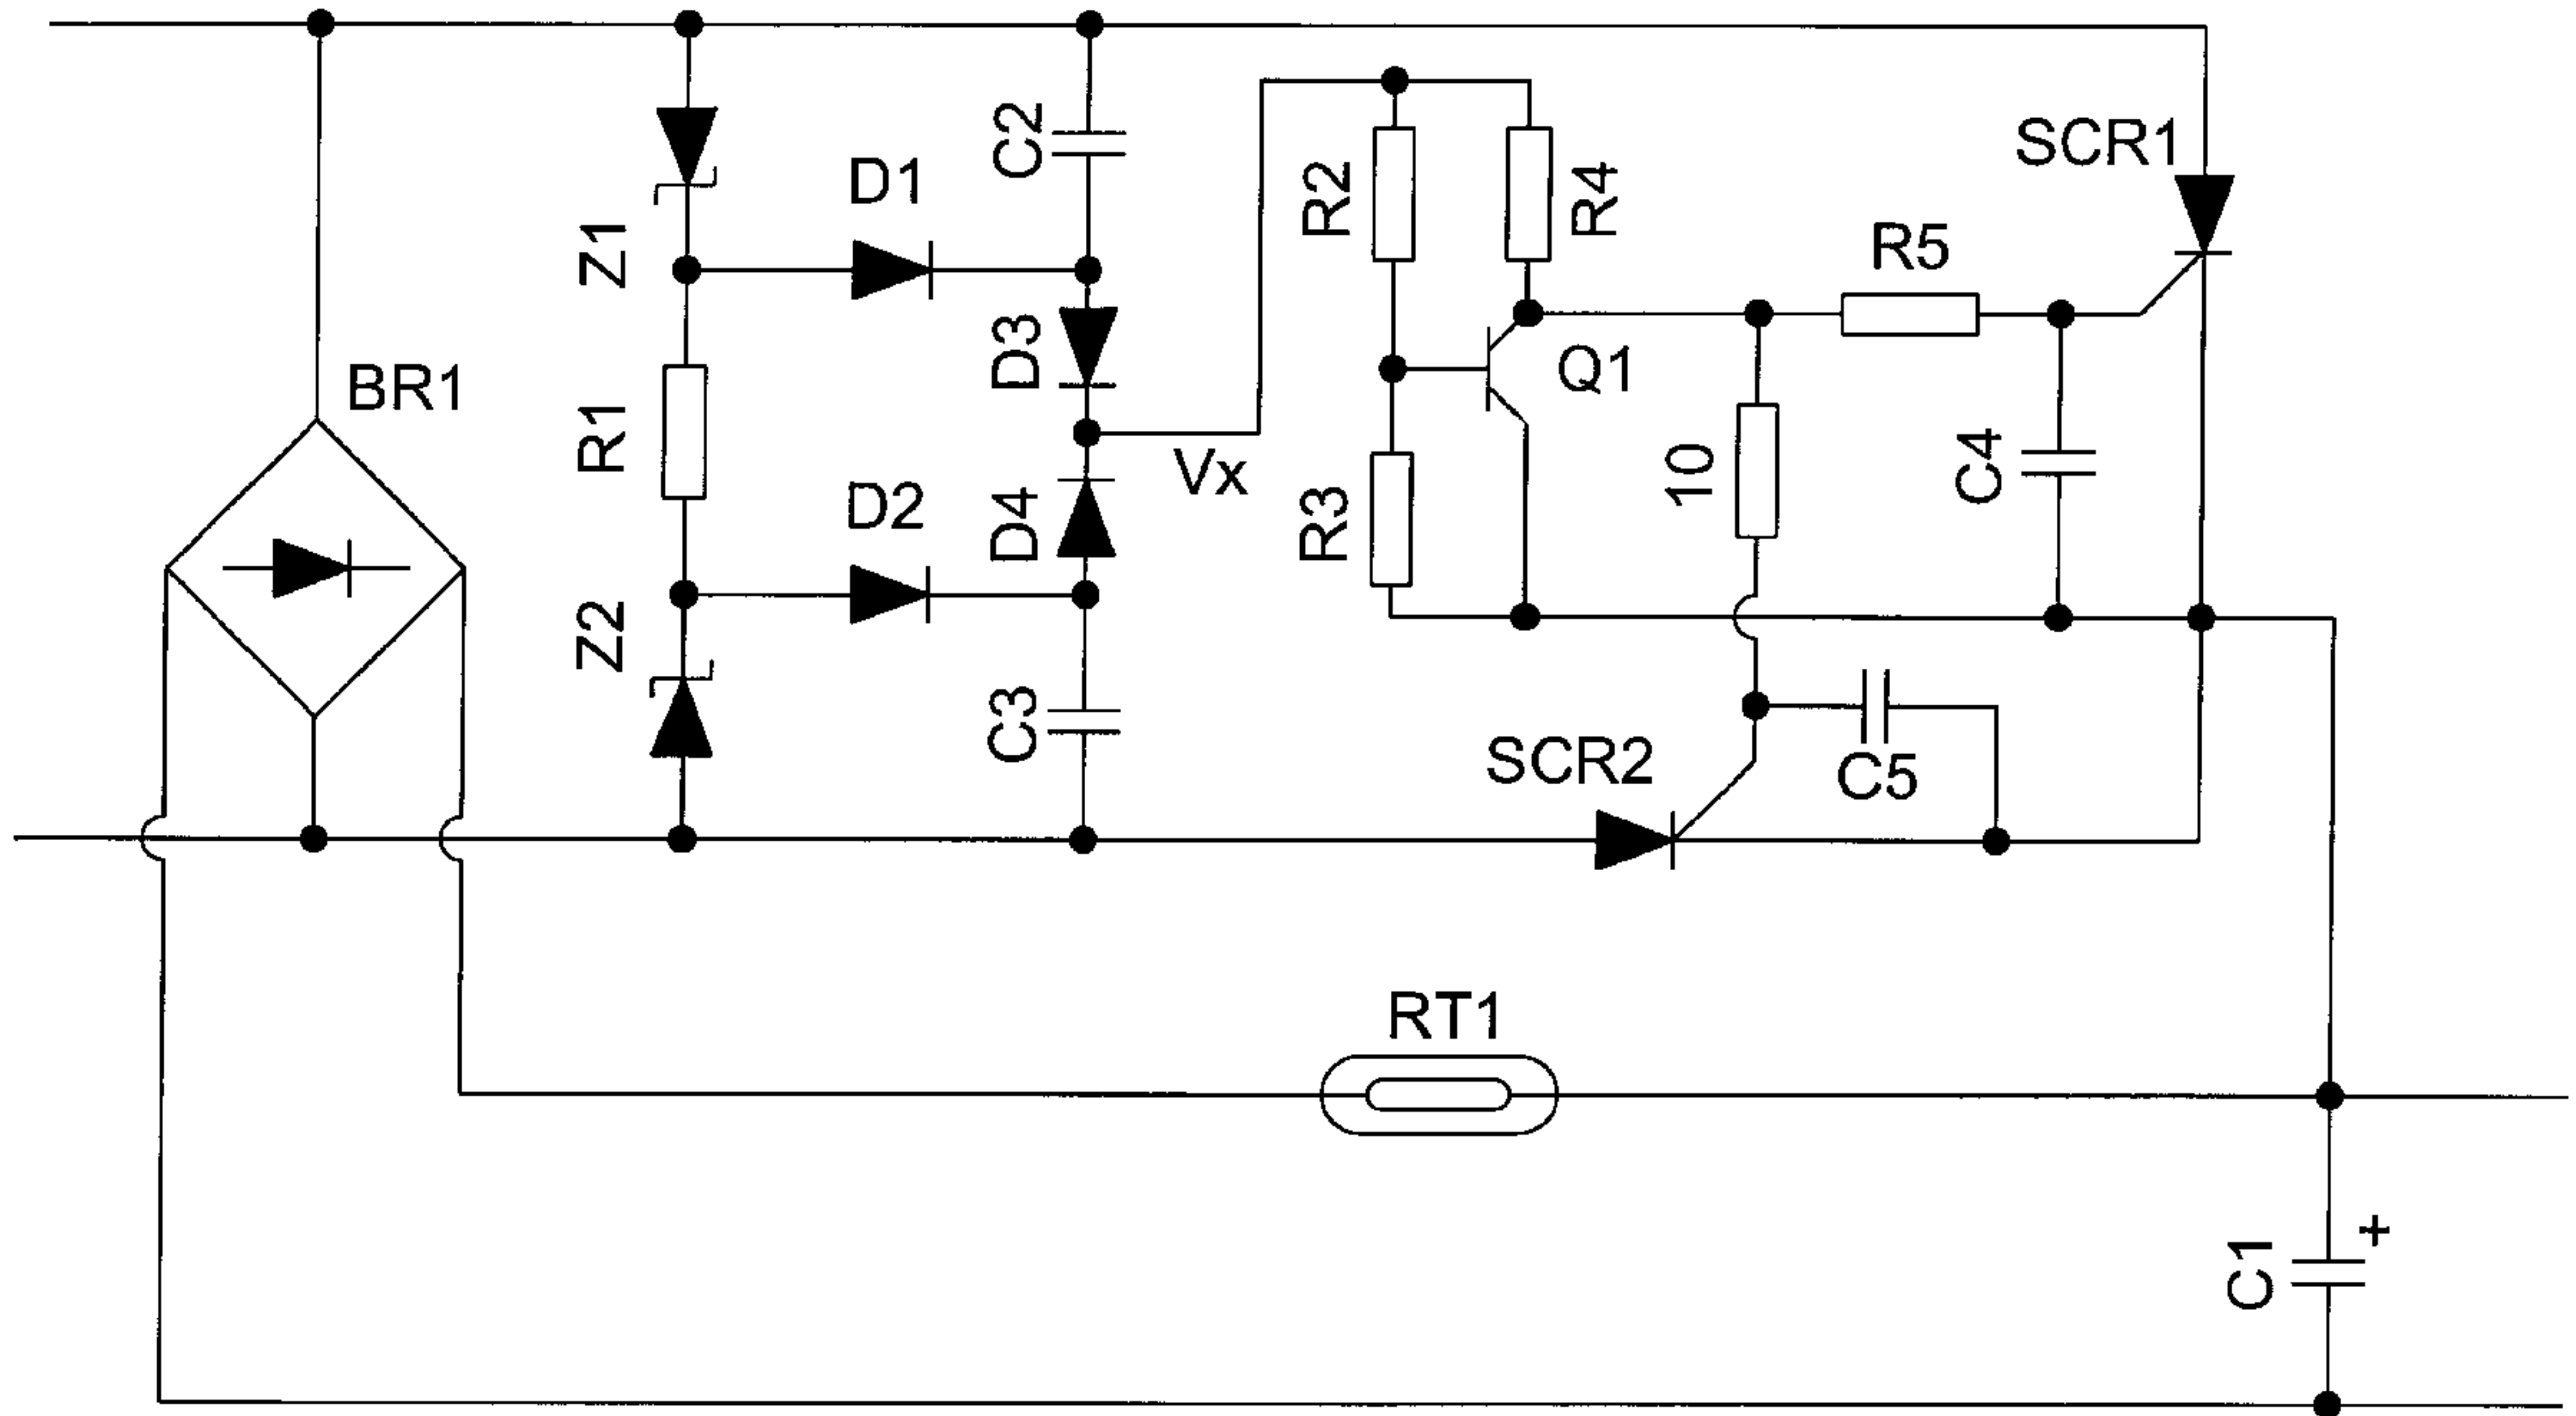 C2
SCR1
D1
R2
R4
Z1
R5
D3
BR1
Q1
R1
Vx
10
C4
D2
D4
R3
Z2
C3
SCR2
C5
RT1
+
C1